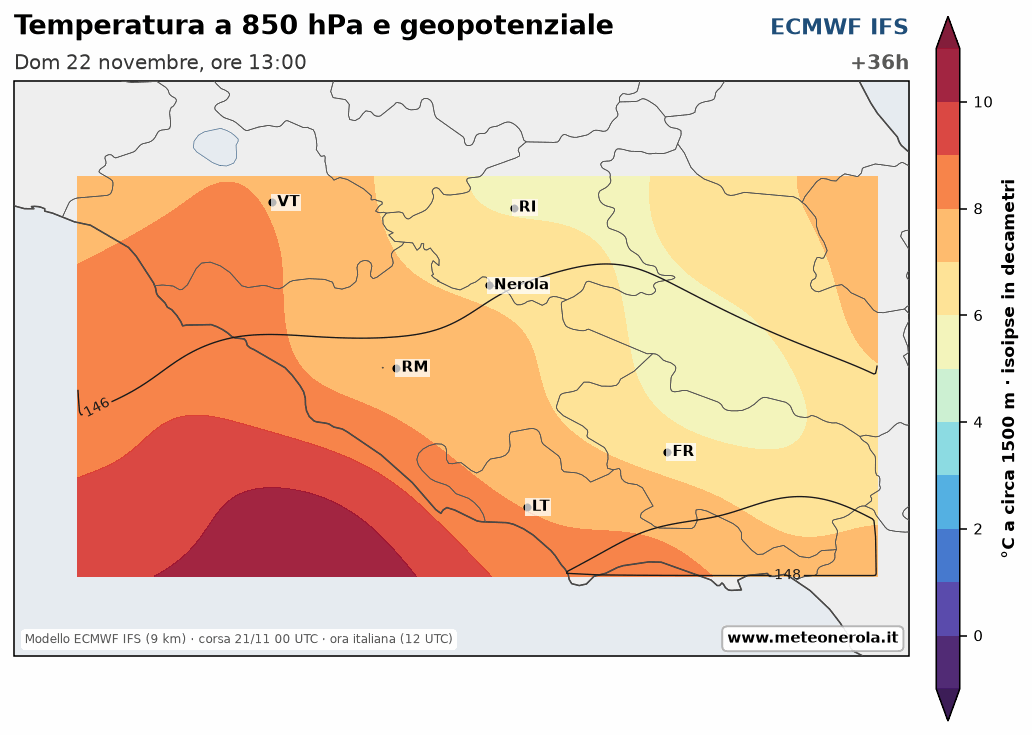 Temperatura a 850 hPa e geopotenziale
ECMWF IFS
Dom 22 novembre, ore 13:00
+36h
VT
RI
Nerola
RM
146
FR
LT
148
10
8
6
4
2
0
°C a circa 1500 m · isoipse in decametri
Modello ECMWF IFS (9 km) · corsa 21/11 00 UTC · ora italiana (12 UTC)
www.meteonerola.it